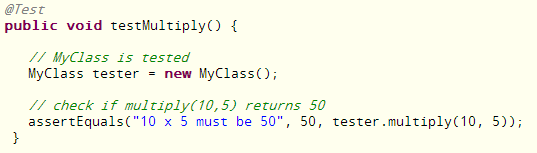 @Test
public void testMultiply() {
// MyClass is tested
MyClass tester = new MyClass();
// check if multiply(10,5) returns 50
assertEquals("10 x 5 must be 50", 50, tester.multiply(10, 5));
}